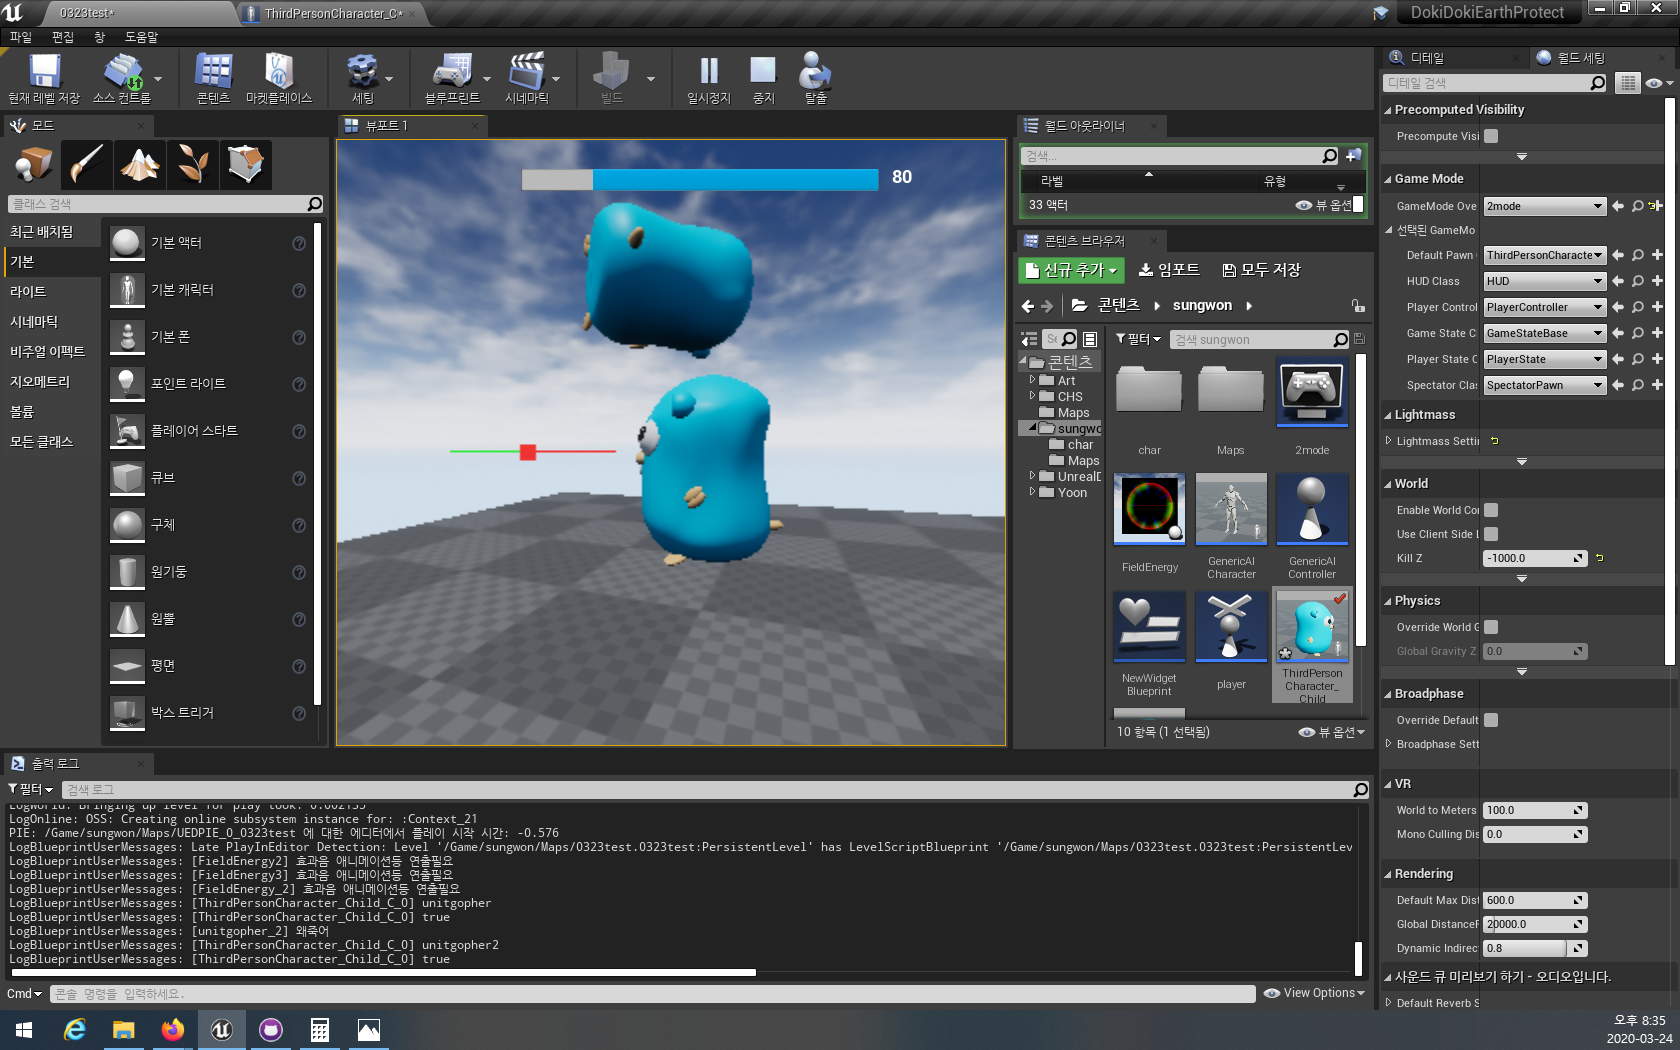 0323test*
ThirdPersonCharacter_C*
DokiDokiEarthProtect
파일 편집 창 도움말
현재 레벨 저장
소스 컨트롤
콘텐츠
마켓플레이스
세팅
블루프린트
시네마틱
빌드
일시정지
중지
탈출
모드
클래스 검색
최근 배치됨
기본
라이트
시네마틱
비주얼 이펙트
지오메트리
볼륨
모든 클래스
기본 액터
기본 캐릭터
기본 폰
포인트 라이트
플레이어 스타트
큐브
구체
원기둥
원뿔
평면
박스 트리거
뷰포트 1
80
월드 아웃라이너
검색...
라벨 유형
33 액터 뷰 옵션
콘텐츠 브라우저
신규 추가 임포트 모두 저장
콘텐츠 sungwon
필터 검색 sungwon
콘텐츠
Art
CHS
Maps
sungwo
char
Maps
UnrealD
Yoon
char
Maps
2mode
FieldEnergy
GenericAI
Character
GenericAI
Controller
NewWidget
Blueprint
player
ThirdPerson
Character_
Child
10 항목 (1 선택됨) 뷰 옵션
출력 로그
필터 검색 로그
LogWorld: Bringing up level for play took: 0.002135
LogOnline: OSS: Creating online subsystem instance for: :Context_21
PIE: /Game/sungwon/Maps/UEDPIE_0_0323test 에 대한 에디터에서 플레이 시작 시간: -0.576
LogBlueprintUserMessages: Late PlayInEditor Detection: Level '/Game/sungwon/Maps/0323test.0323test:PersistentLevel' has LevelScriptBlueprint '/Game/sungwon/Maps/0323test.0323test:PersistentLev
LogBlueprintUserMessages: [FieldEnergy2] 효과음 애니메이션등 연출필요
LogBlueprintUserMessages: [FieldEnergy3] 효과음 애니메이션등 연출필요
LogBlueprintUserMessages: [FieldEnergy_2] 효과음 애니메이션등 연출필요
LogBlueprintUserMessages: [ThirdPersonCharacter_Child_C_0] unitgopher
LogBlueprintUserMessages: [ThirdPersonCharacter_Child_C_0] true
LogBlueprintUserMessages: [unitgopher_2] 왜죽어
LogBlueprintUserMessages: [ThirdPersonCharacter_Child_C_0] unitgopher2
LogBlueprintUserMessages: [ThirdPersonCharacter_Child_C_0] true
Cmd 콘솔 명령을 입력하세요. View Options
디테일 월드 세팅
디테일 검색
Precomputed Visibility
Precompute Visi
Game Mode
GameMode Ove 2mode
선택된 GameMo
Default Pawn ThirdPersonCharacte
HUD Class HUD
Player Control PlayerController
Game State C GameStateBase
Player State C PlayerState
Spectator Clas SpectatorPawn
Lightmass
Lightmass Setti
World
Enable World Co
Use Client Side L
Kill Z -1000.0
Physics
Override World G
Global Gravity Z 0.0
Broadphase
Override Default
Broadphase Sett
VR
World to Meters 100.0
Mono Culling Dis 0.0
Rendering
Default Max Dist 600.0
Global DistanceF 20000.0
Dynamic Indirec 0.8
사운드 큐 미리보기 하기 - 오디오입니다.
Default Reverb S
오후 8:35
2020-03-24